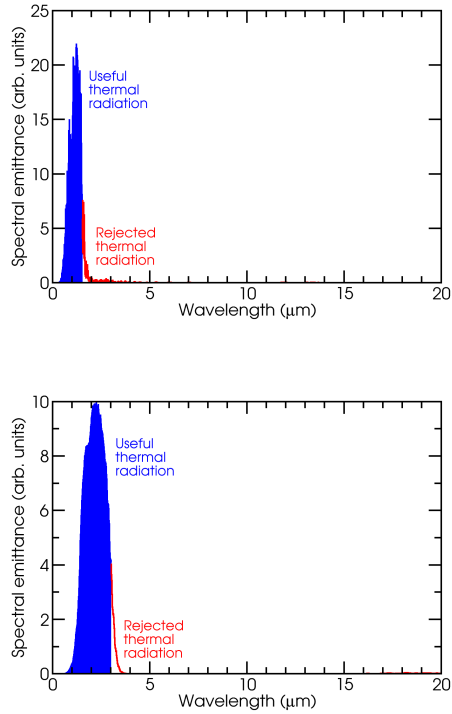 25
20
15
10
5
0
Spectral emittance (arb. units)
Useful
thermal
radiation
Rejected
thermal
radiation
0 5 10 15 20
Wavelength (μm)
10
8
6
4
2
0
Spectral emittance (arb. units)
Useful
thermal
radiation
Rejected
thermal
radiation
0 5 10 15 20
Wavelength (μm)